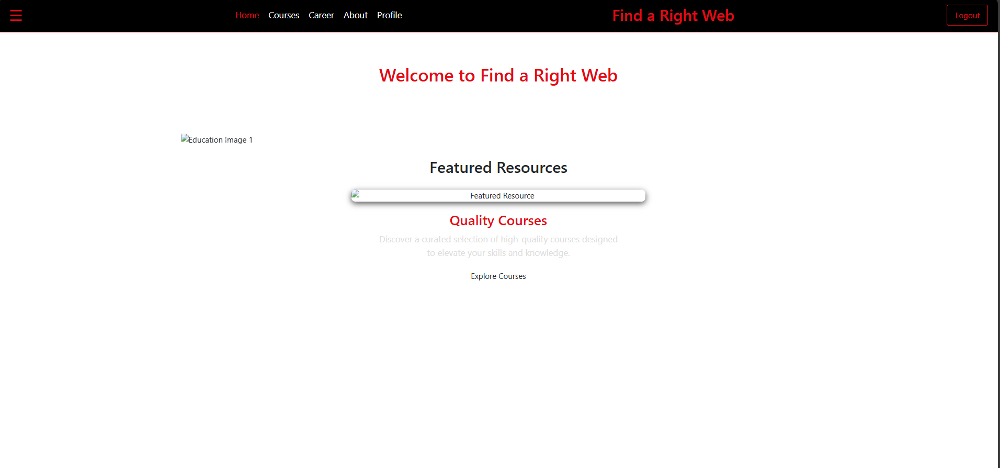 Home Courses Career About Profile Find a Right Web Logout
Welcome to Find a Right Web
Education Image 1
Featured Resources
Featured Resource
Quality Courses
Discover a curated selection of high-quality courses designed
to elevate your skills and knowledge.
Explore Courses